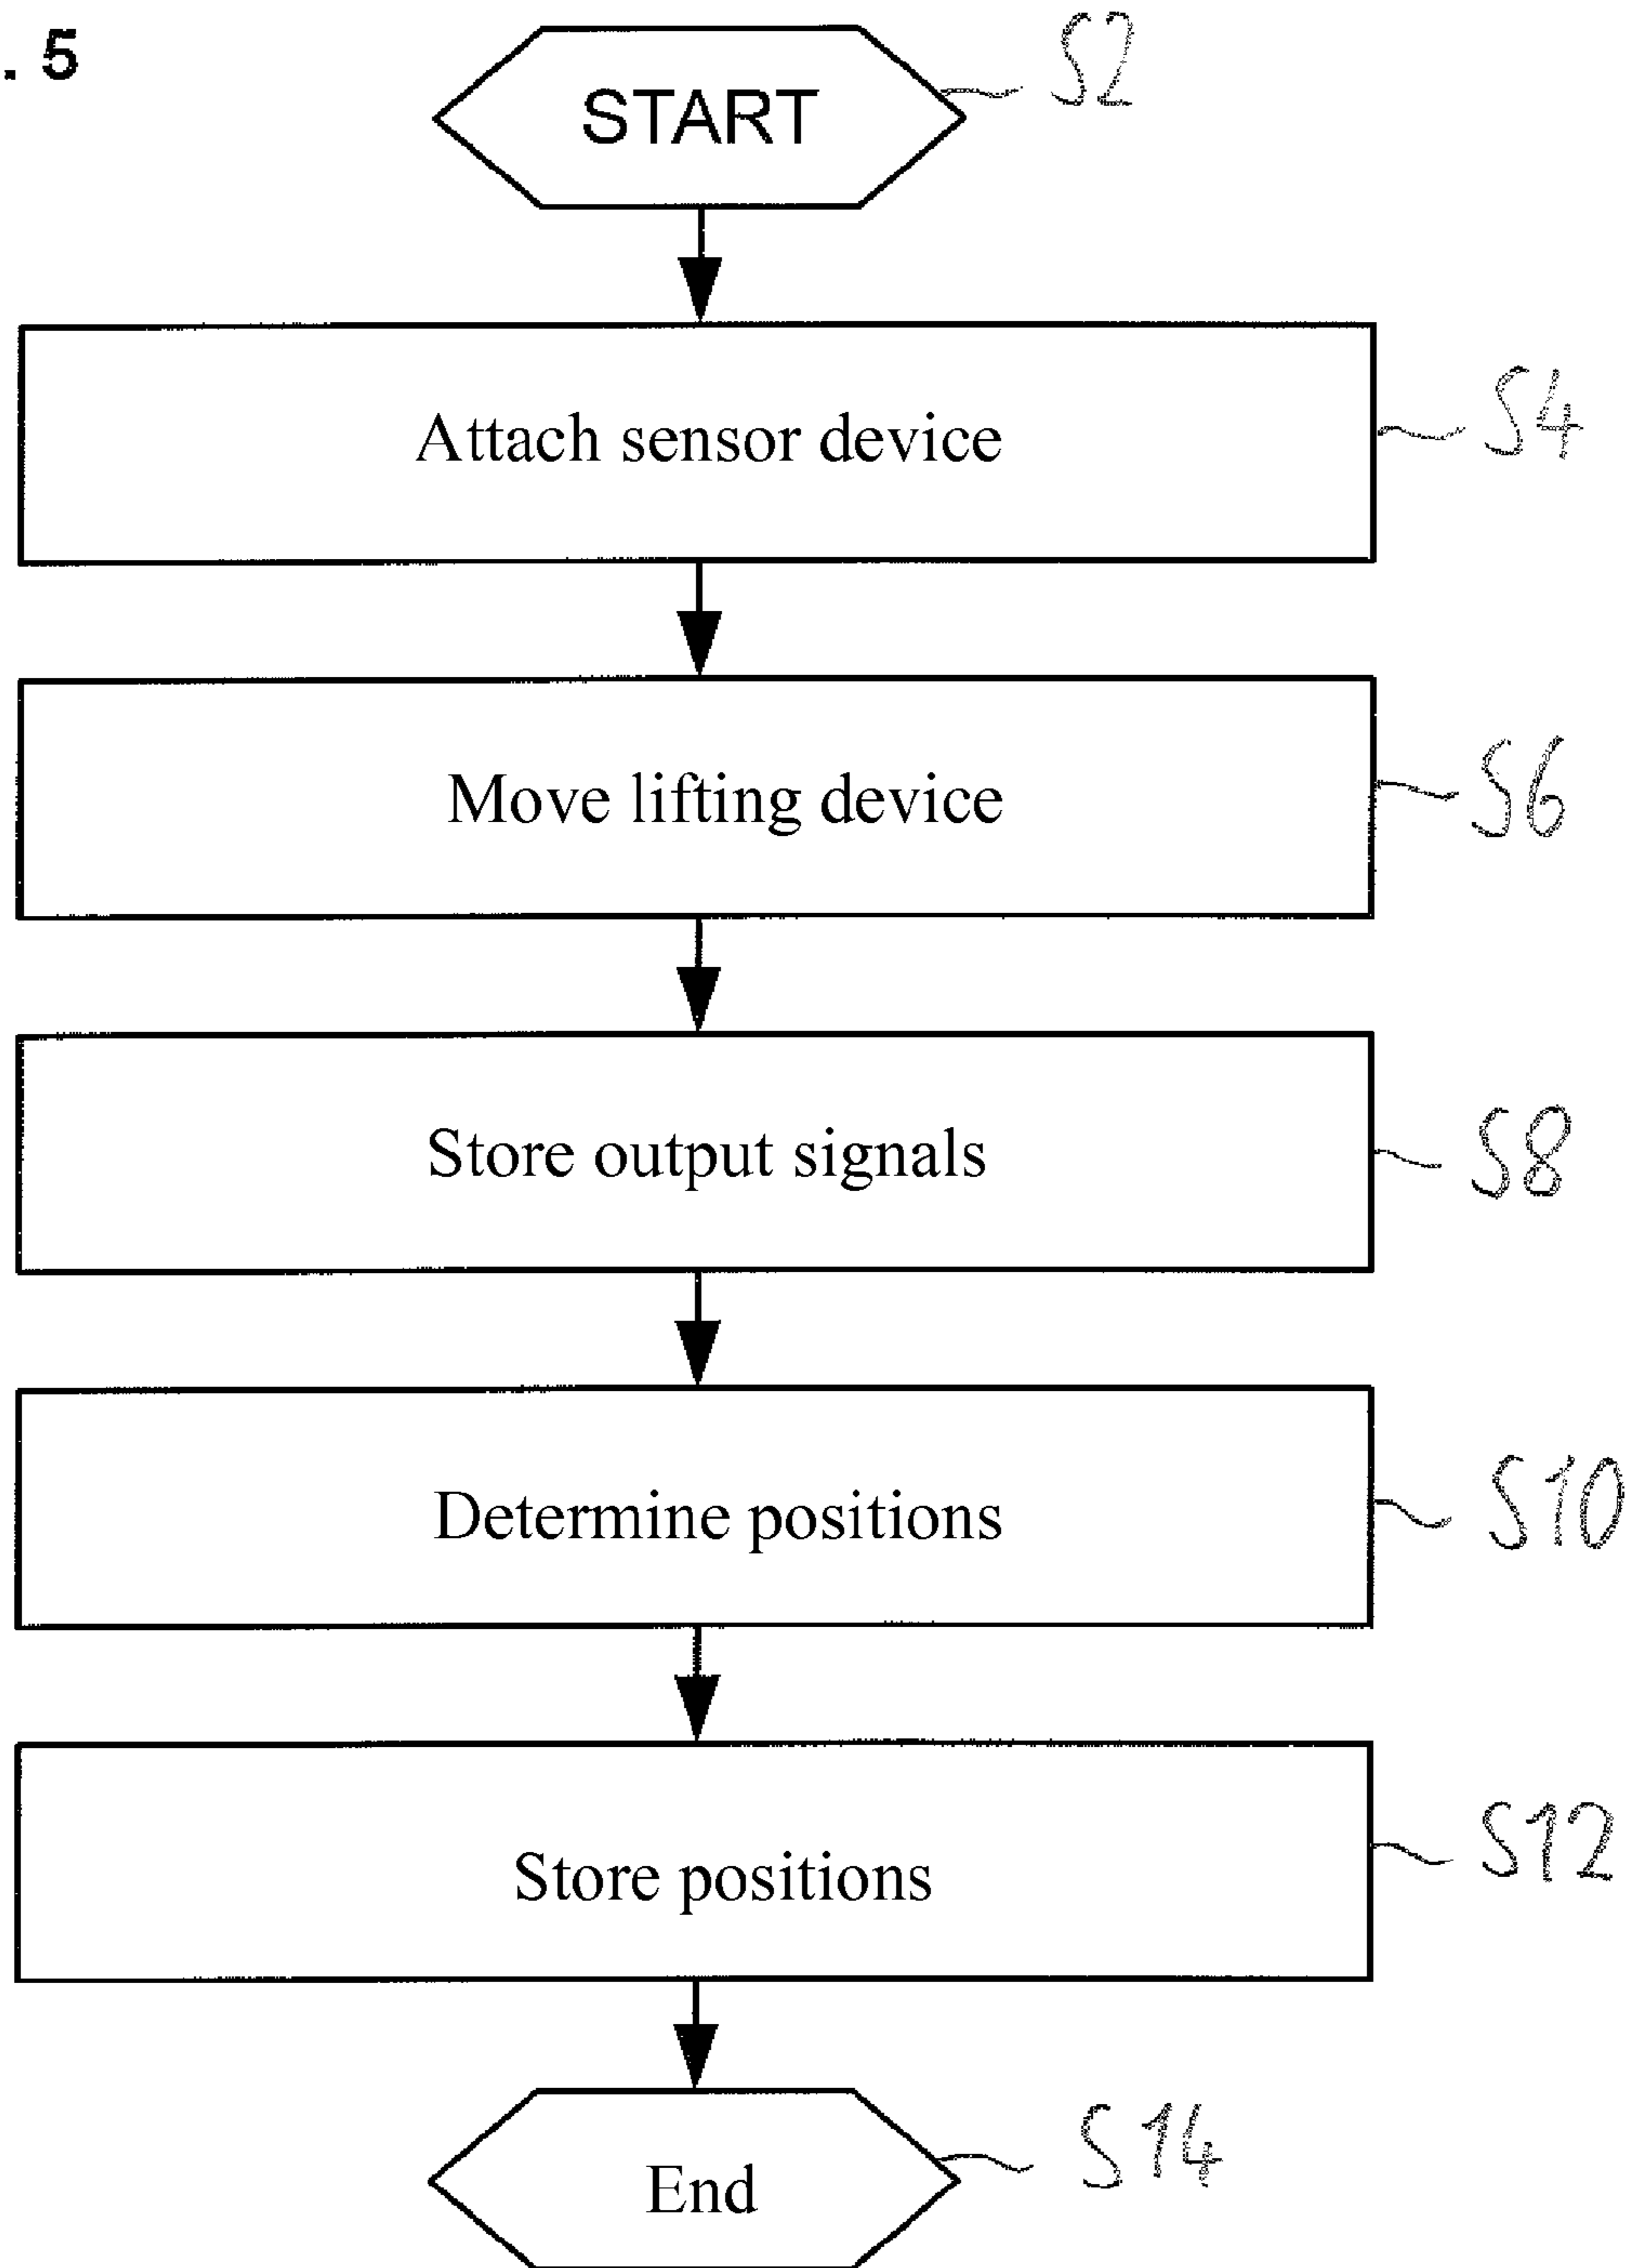 . 5
START S2
Attach sensor device S4
Move lifting device S6
Store output signals S8
Determine positions S10
Store positions S12
End S14